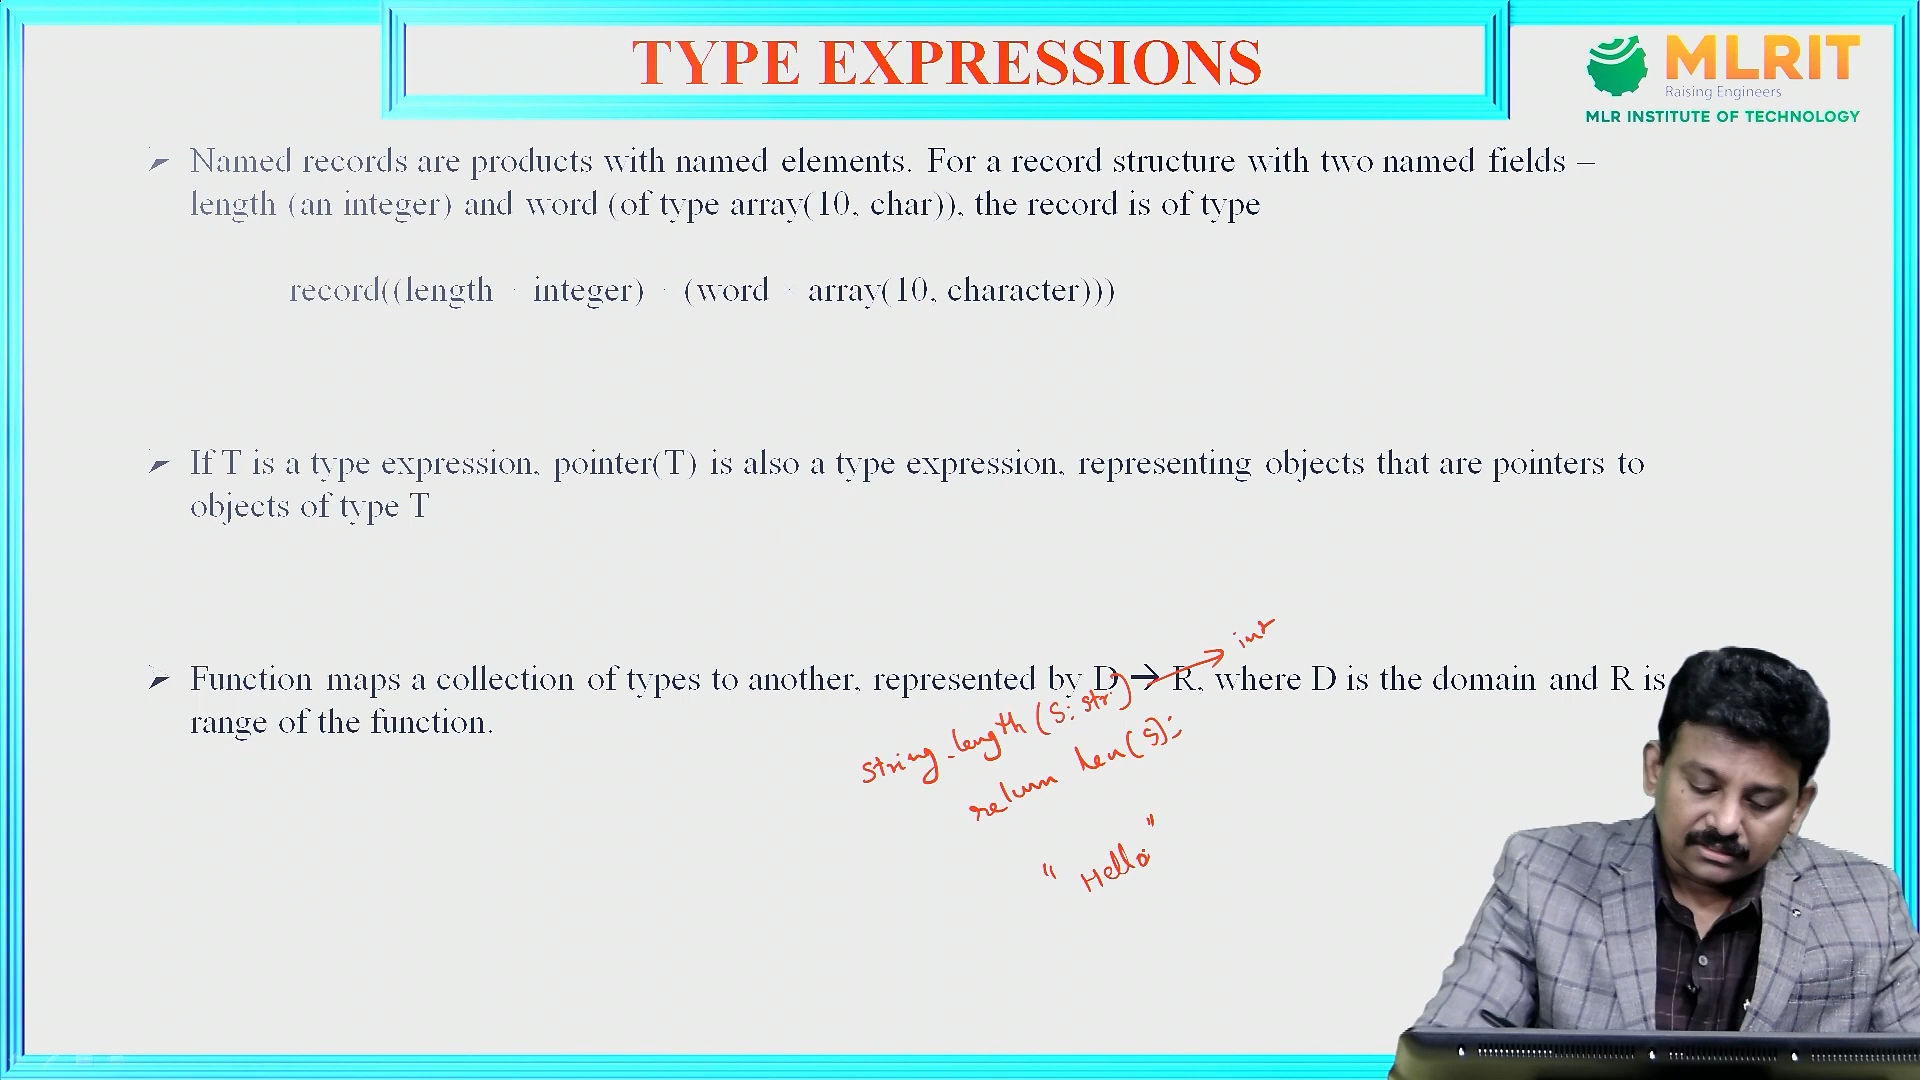 TYPE EXPRESSIONS
MLRIT
Raising Engineers
MLR INSTITUTE OF TECHNOLOGY
➢ Named records are products with named elements. For a record structure with two named fields –
length (an integer) and word (of type array(10, char)), the record is of type
record((length · integer) · (word · array(10, character)))
➢ If T is a type expression, pointer(T) is also a type expression, representing objects that are pointers to
objects of type T
➢ Function maps a collection of types to another, represented by D → R, where D is the domain and R is
range of the function.
string_length (S: str) → int
return len(S):
"Hello"